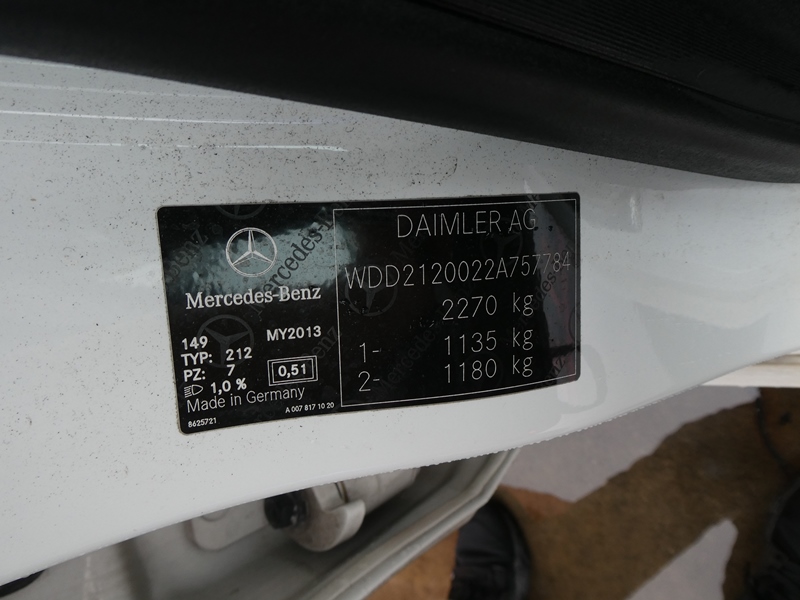 Mercedes-Benz
149 MY2013
TYP: 212
PZ: 7 0,51
1,0 %
Made in Germany
8625721 A 007 817 10 20
DAIMLER AG
WDD2120022A757784
2270 kg
1- 1135 kg
2- 1180 kg